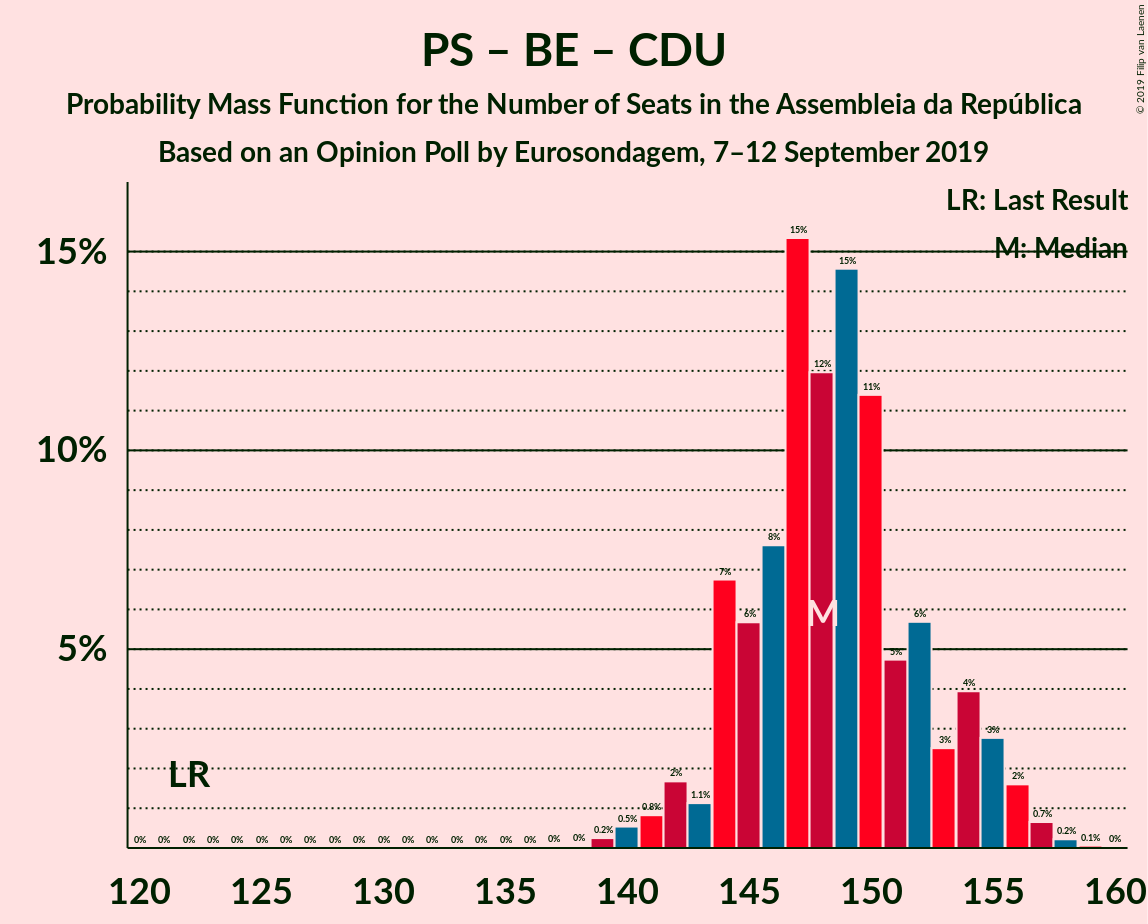 PS – BE – CDU
Probability Mass Function for the Number of Seats in the Assembleia da República
Based on an Opinion Poll by Eurosondagem, 7–12 September 2019
© 2019 Filip van Laenen
LR: Last Result
M: Median
15%
10%
5%
LR
M
0% 0% 0% 0% 0% 0% 0% 0% 0% 0% 0% 0% 0% 0% 0% 0% 0% 0% 0% 0.2% 0.5% 0.8% 2% 1.1% 7% 6% 8% 15% 12% 15% 11% 5% 6% 3% 4% 3% 2% 0.7% 0.2% 0.1% 0%
120 125 130 135 140 145 150 155 160